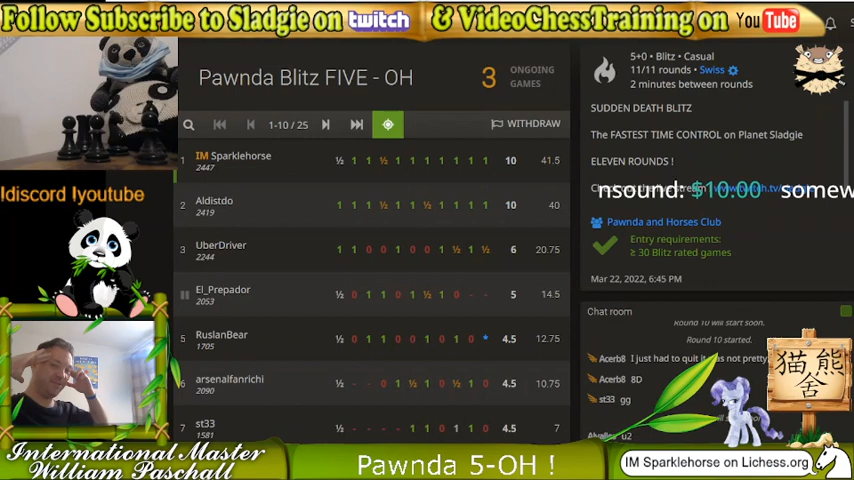 Follow Subscribe to Sladgie on twitch & VideoChessTraining on YouTube
!discord !youtube
Pawnda Blitz FIVE - OH
3 ONGOING GAMES
1-10 / 25
WITHDRAW
1 IM Sparklehorse ½ 1 1 ½ 1 1 1 1 1 1 1 10 41.5
2447
2 Aldistdo 1 1 1 ½ 1 1 ½ 1 1 1 1 10 40
2419
3 UberDriver 1 1 0 0 1 0 0 1 ½ 1 ½ 6 20.75
2244
El_Prepador ½ 0 1 1 0 1 ½ 1 0 - - 5 14.5
2053
5 RuslanBear ½ 0 1 1 0 0 1 0 1 0 * 4.5 12.75
1705
6 arsenalfanrichi ½ - - 0 1 ½ 1 0 ½ 1 0 4.5 10.75
2090
7 st33 ½ - - - - 0 1 1 1 1 0 4.5 7
1581
5+0 • Blitz • Casual
11/11 rounds • Swiss
2 minutes between rounds
SUDDEN DEATH BLITZ
The FASTEST TIME CONTROL on Planet Sladgie
ELEVEN ROUNDS !
nsound: $10.00 somew
Pawnda and Horses Club
Entry requirements:
≥ 30 Blitz rated games
Mar 22, 2022, 6:45 PM
Chat room
Round 10 will start soon.
Round 10 started.
Acerb8 I just had to quit it was not pretty
Acerb8 8D
st33 gg
u2
猫熊舍
International Master
William Paschall
Pawnda 5-OH !
IM Sparklehorse on Lichess.org